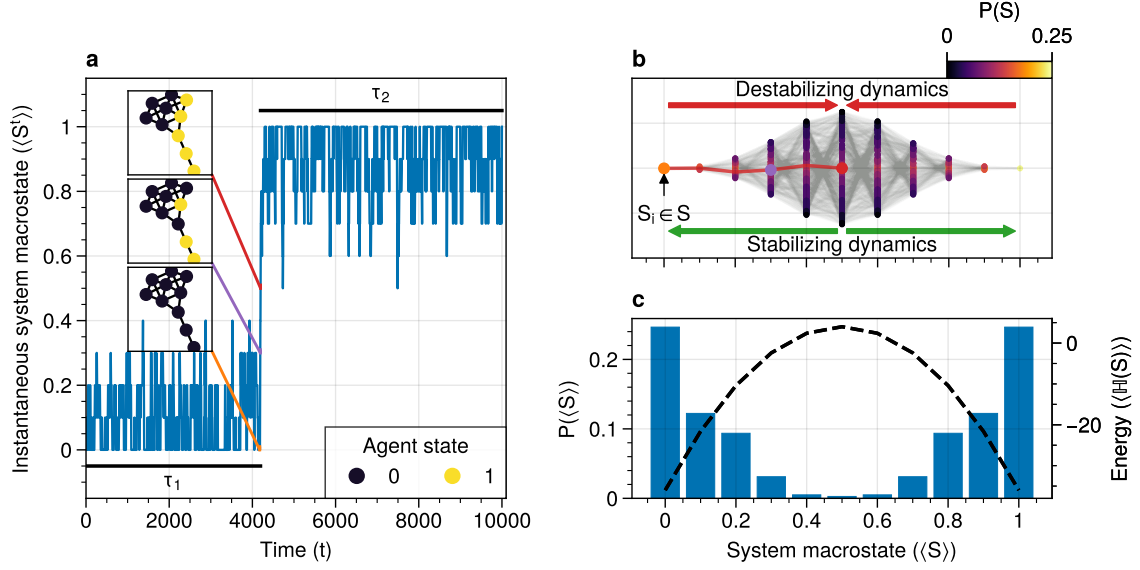 a
Instantaneous system macrostate (⟨Sᵗ⟩)
1
0.8
0.6
0.4
0.2
0
τ₂
τ₁
Agent state
0 1
0 2000 4000 6000 8000 10000
Time (t)
P(S)
0 0.25
b
Destabilizing dynamics
Sᵢ ∈ S
Stabilizing dynamics
c
P(⟨S⟩)
0.2
0.1
0
0
−20
Energy (⟨ℍ(S)⟩)
0 0.2 0.4 0.6 0.8 1
System macrostate (⟨S⟩)